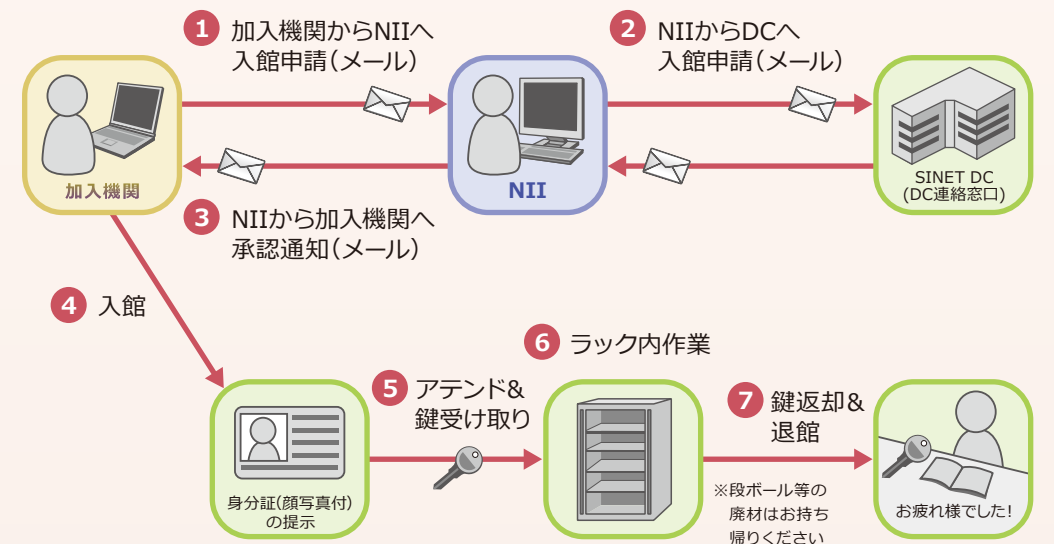 1 加入機関からNIIへ
入館申請（メール）
2 NIIからDCへ
入館申請（メール）
加入機関
NII
SINET DC
(DC連絡窓口)
3 NIIから加入機関へ
承認通知（メール）
4 入館
身分証(顔写真付)
の提示
5 アテンド&
鍵受け取り
6 ラック内作業
7 鍵返却&
退館
※段ボール等の
廃材はお持ち
帰りください
お疲れ様でした！